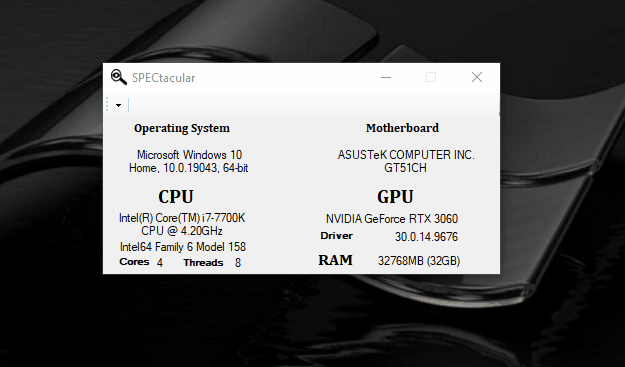 SPECtacular
Operating System
Microsoft Windows 10
Home, 10.0.19043, 64-bit
Motherboard
ASUSTeK COMPUTER INC.
GT51CH
CPU
Intel(R) Core(TM) i7-7700K
CPU @ 4.20GHz
Intel64 Family 6 Model 158
Cores 4 Threads 8
GPU
NVIDIA GeForce RTX 3060
Driver 30.0.14.9676
RAM 32768MB (32GB)